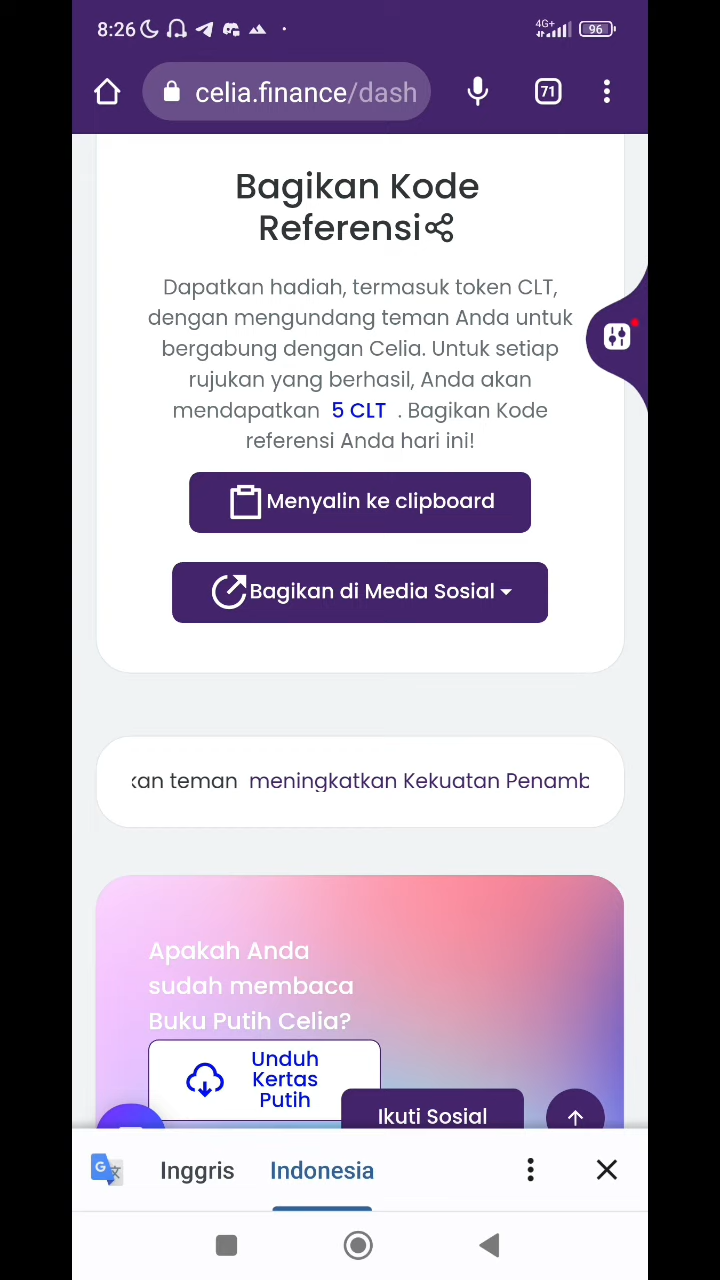 8:26
4G+
96
celia.finance/dash
71
Bagikan Kode
Referensi
Dapatkan hadiah, termasuk token CLT,
dengan mengundang teman Anda untuk
bergabung dengan Celia. Untuk setiap
rujukan yang berhasil, Anda akan
mendapatkan 5 CLT . Bagikan Kode
referensi Anda hari ini!
Menyalin ke clipboard
Bagikan di Media Sosial
kan teman meningkatkan Kekuatan Penamb
Apakah Anda
sudah membaca
Buku Putih Celia?
Unduh
Kertas
Putih
Ikuti Sosial
Inggris Indonesia